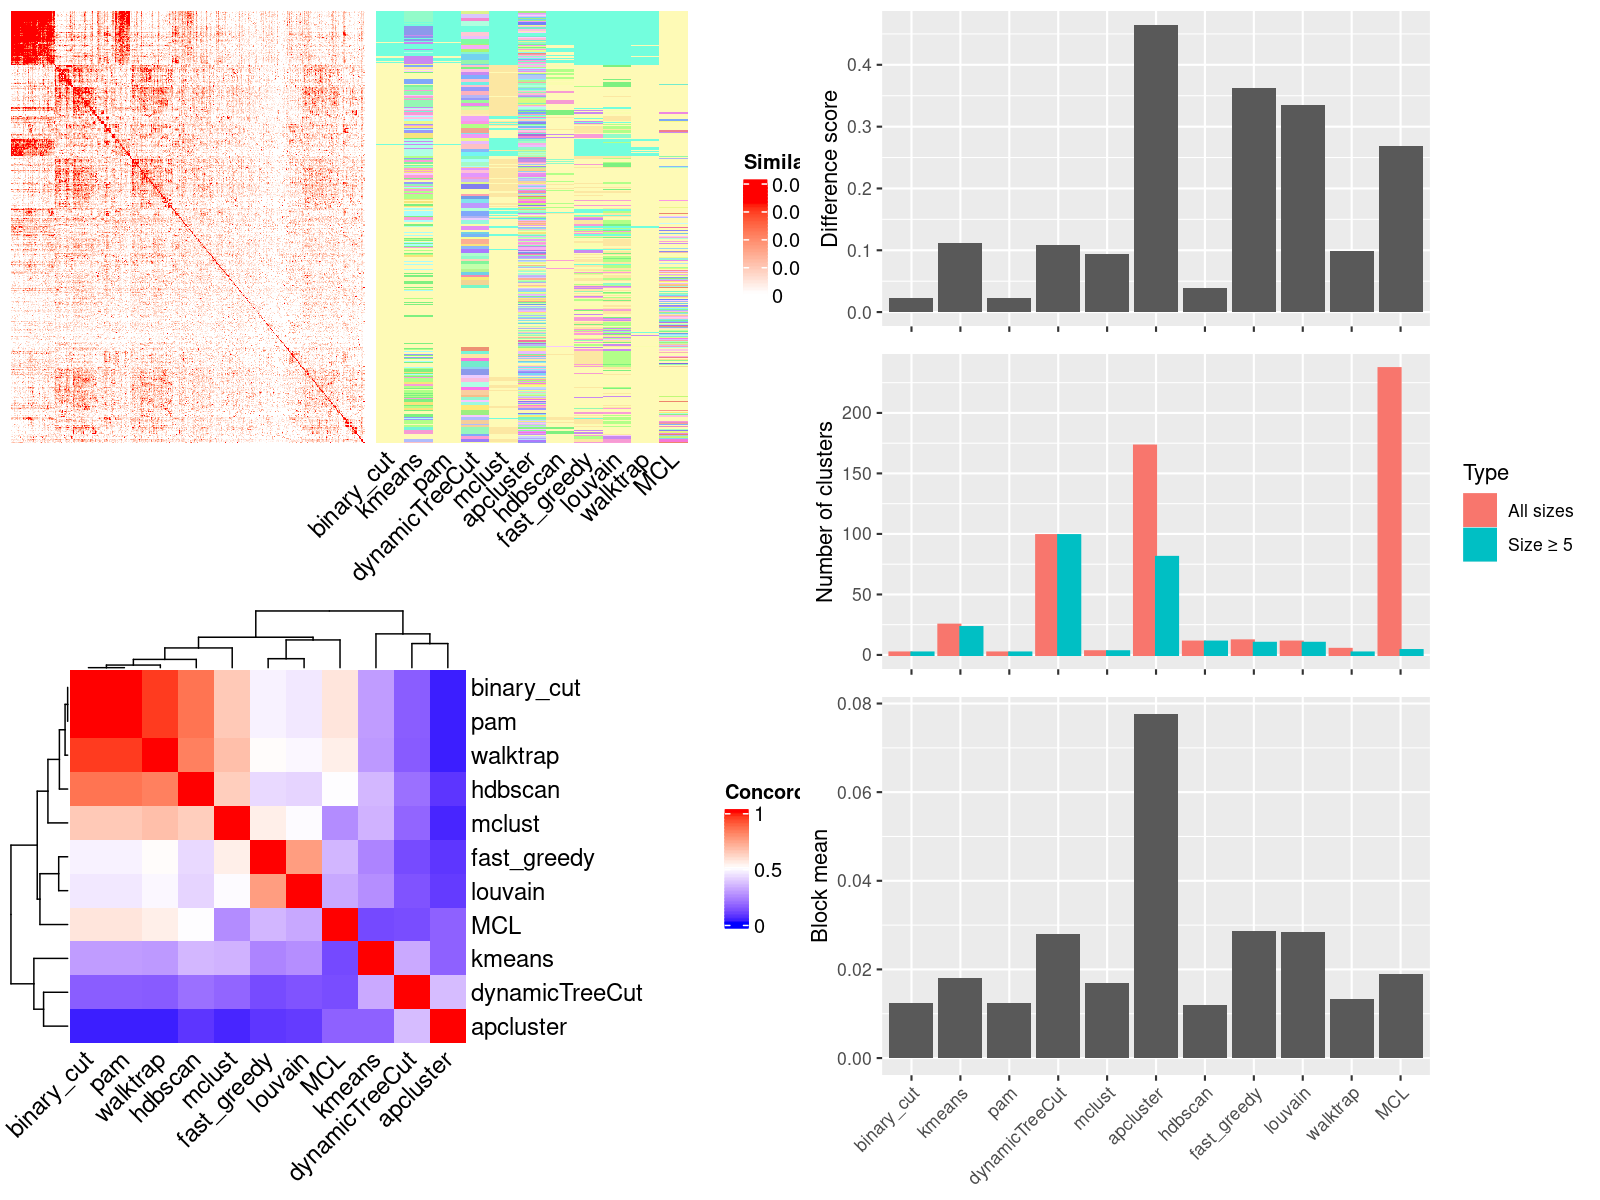 Simila
0.0
0.0
0.0
0.0
0
binary_cut
kmeans
pam
dynamicTreeCut
mclust
apcluster
hdbscan
fast_greedy
louvain
walktrap
MCL
binary_cut
pam
walktrap
hdbscan
mclust
fast_greedy
louvain
MCL
kmeans
dynamicTreeCut
apcluster
binary_cut
pam
walktrap
hdbscan
mclust
fast_greedy
louvain
MCL
kmeans
dynamicTreeCut
apcluster
Concord
1
0.5
0
Difference score
0.4
0.3
0.2
0.1
0.0
Number of clusters
200
150
100
50
0
Type
All sizes
Size ≥ 5
Block mean
0.08
0.06
0.04
0.02
0.00
binary_cut
kmeans
pam
dynamicTreeCut
mclust
apcluster
hdbscan
fast_greedy
louvain
walktrap
MCL